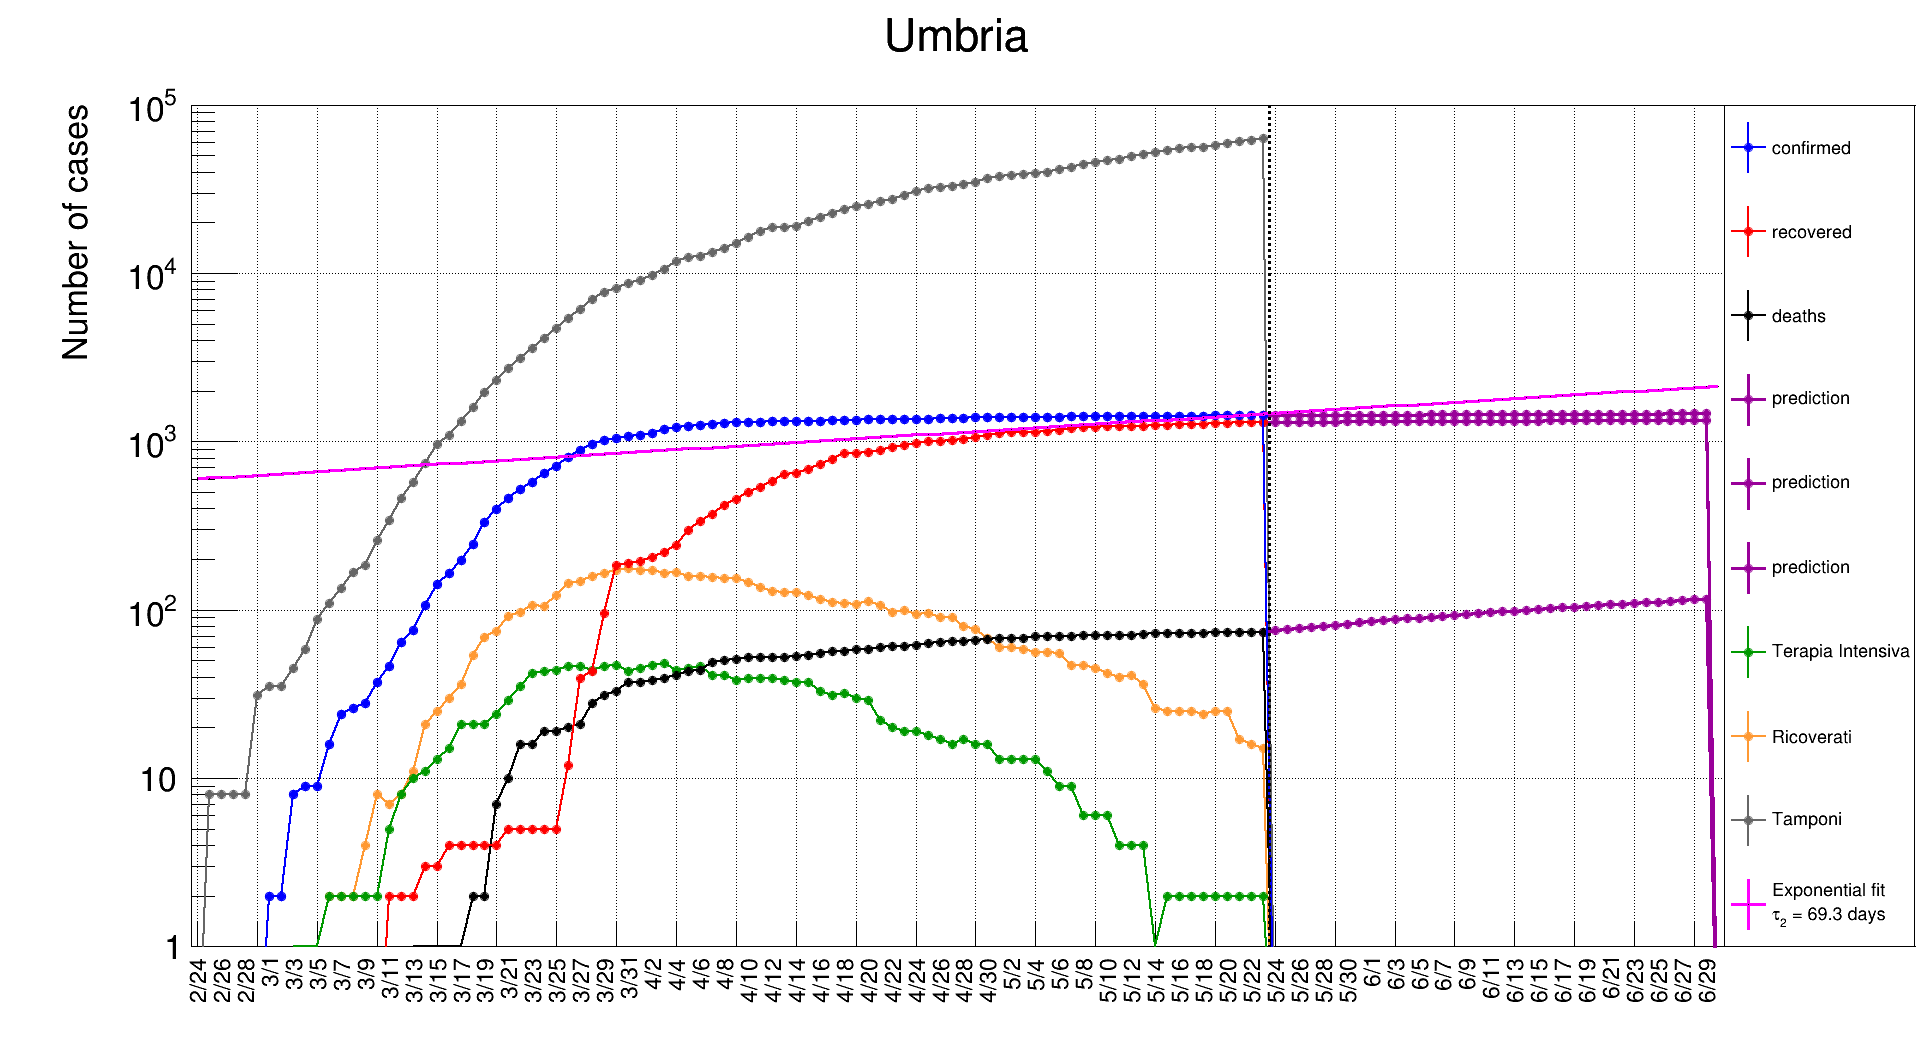 Umbria
Number of cases
10^5
10^4
10^3
10^2
10
1
2/24 2/26 2/28 3/1 3/3 3/5 3/7 3/9 3/11 3/13 3/15 3/17 3/19 3/21 3/23 3/25 3/27 3/29 3/31 4/2 4/4 4/6 4/8 4/10 4/12 4/14 4/16 4/18 4/20 4/22 4/24 4/26 4/28 4/30 5/2 5/4 5/6 5/8 5/10 5/12 5/14 5/16 5/18 5/20 5/22 5/24 5/26 5/28 5/30 6/1 6/3 6/5 6/7 6/9 6/11 6/13 6/15 6/17 6/19 6/21 6/23 6/25 6/27 6/29
confirmed
recovered
deaths
prediction
prediction
prediction
Terapia Intensiva
Ricoverati
Tamponi
Exponential fit
τ₂ = 69.3 days